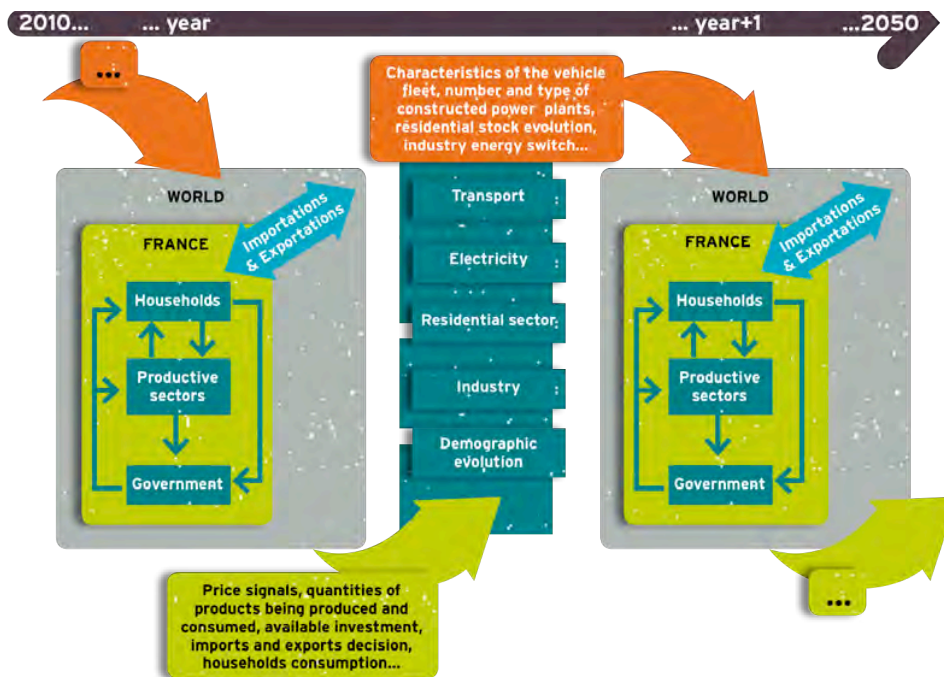 2010... ... year ... year+1 ...2050
...
Characteristics of the vehicle
fleet, number and type of
constructed power plants,
residential stock evolution,
industry energy switch...
WORLD
Importations
& Exportations
FRANCE
Households
Productive
sectors
Government
Transport
Electricity
Residential sector
Industry
Demographic
evolution
WORLD
Importations
& Exportations
FRANCE
Households
Productive
sectors
Government
Price signals, quantities of
products being produced and
consumed, available investment,
imports and exports decision,
households consumption...
...